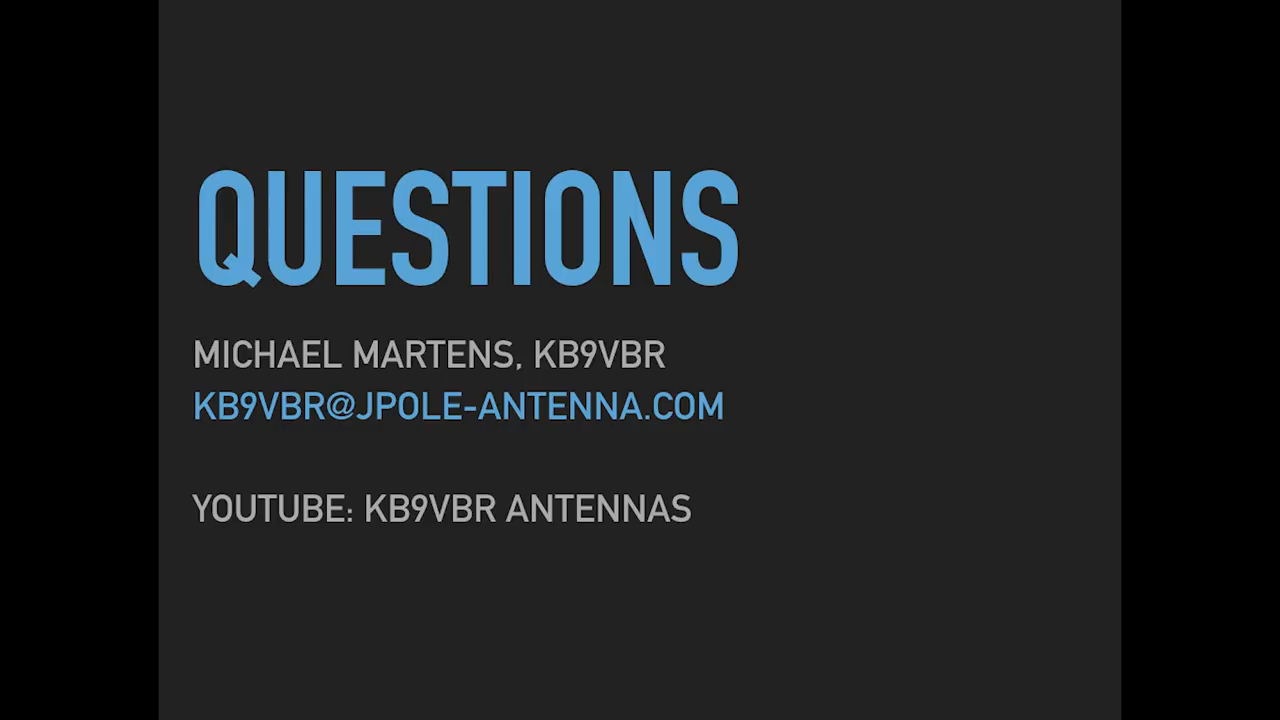 QUESTIONS
MICHAEL MARTENS, KB9VBR
KB9VBR@JPOLE-ANTENNA.COM
YOUTUBE: KB9VBR ANTENNAS